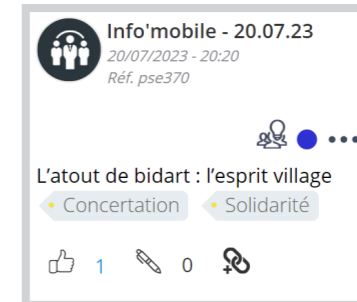 Info'mobile - 20.07.23
20/07/2023 - 20:20
Réf. pse370
L'atout de bidart : l'esprit village
Concertation Solidarité
1 0